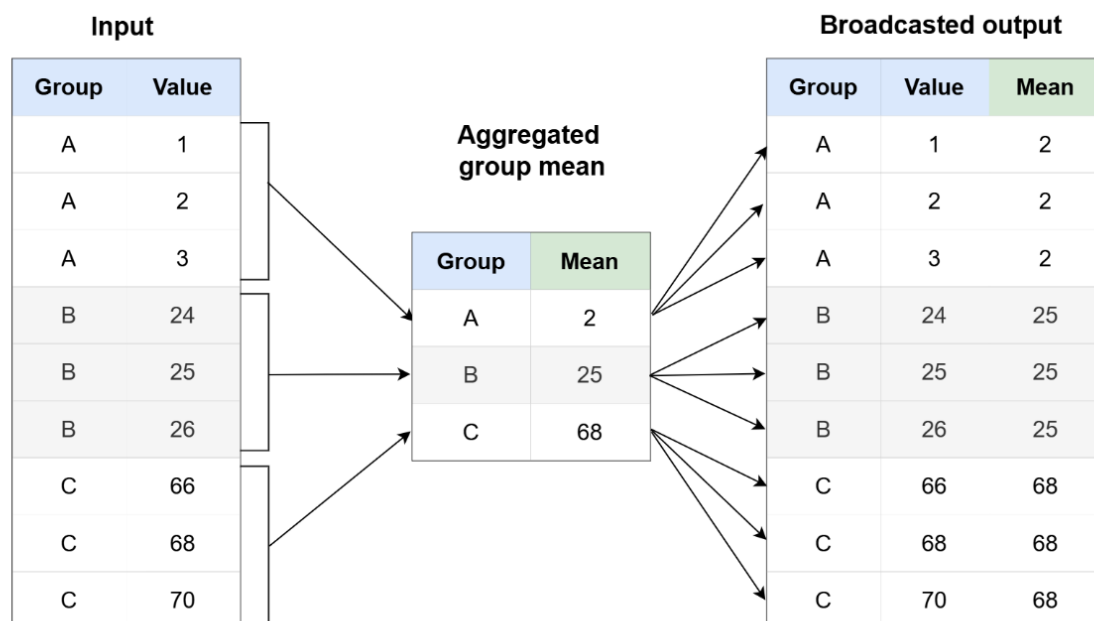 Input
Group Value
A 1
A 2
A 3
B 24
B 25
B 26
C 66
C 68
C 70
Aggregated
group mean
Group Mean
A 2
B 25
C 68
Broadcasted output
Group Value Mean
A 1 2
A 2 2
A 3 2
B 24 25
B 25 25
B 26 25
C 66 68
C 68 68
C 70 68